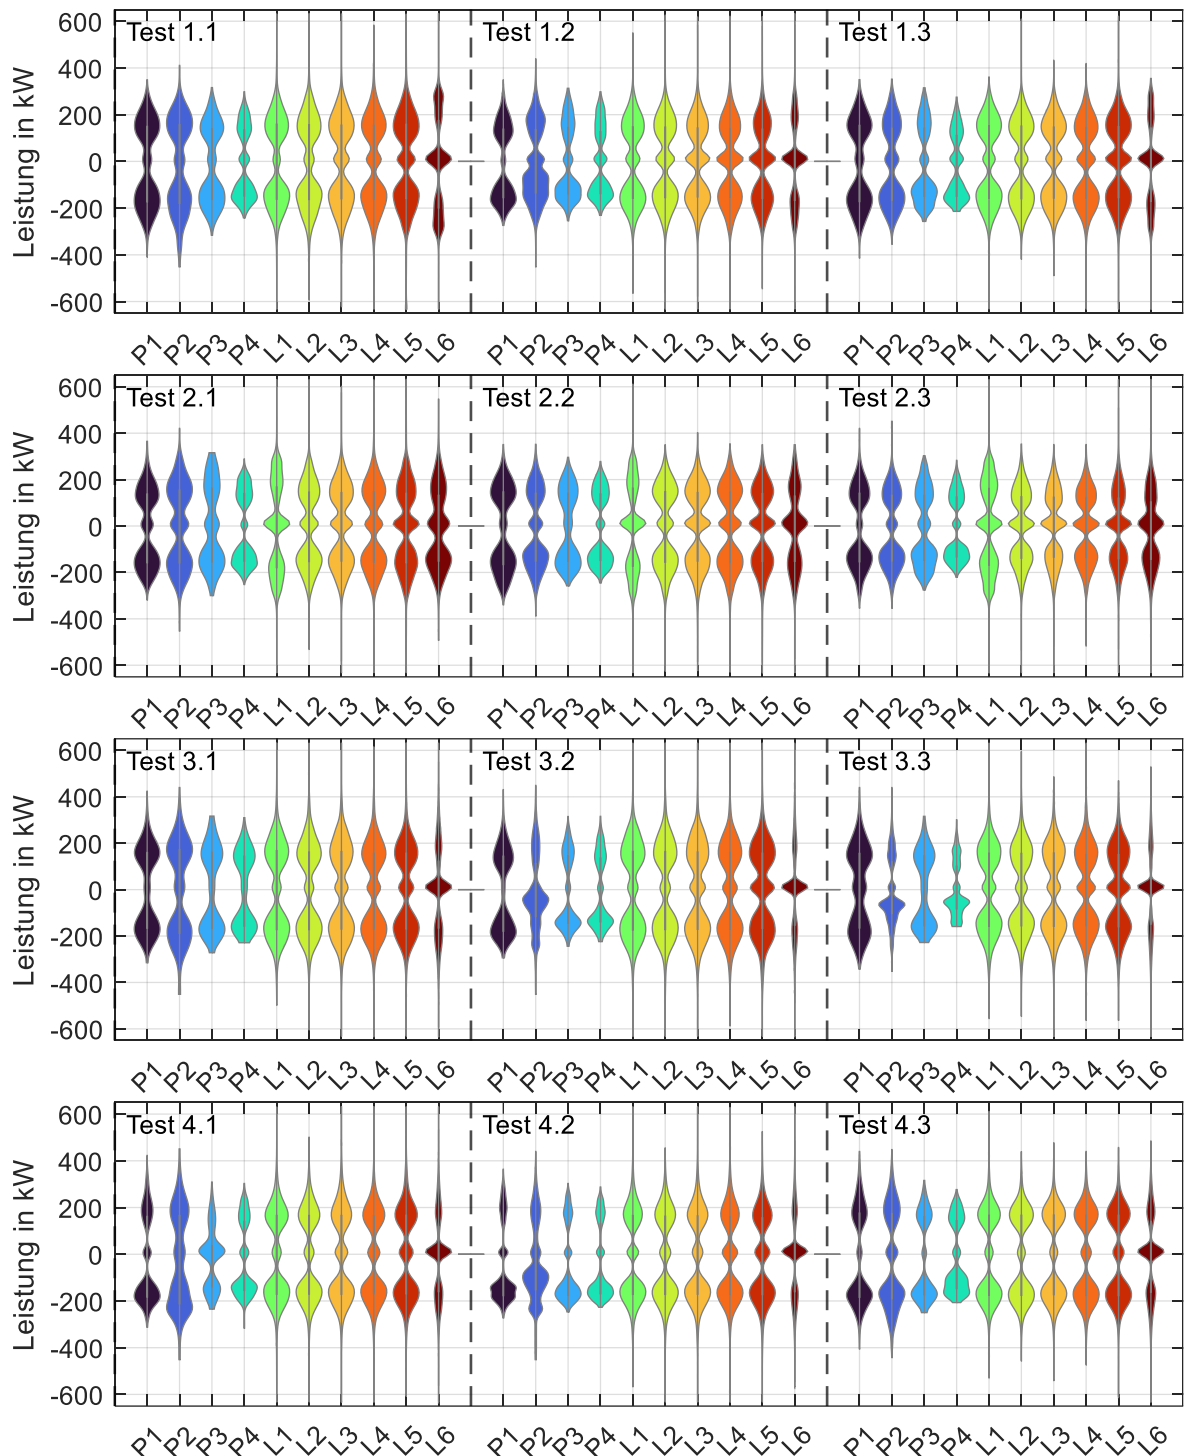 Test 1.1 Test 1.2 Test 1.3
Leistung in kW
600
400
200
0
-200
-400
-600
P1 P2 P3 P4 L1 L2 L3 L4 L5 L6 P1 P2 P3 P4 L1 L2 L3 L4 L5 L6 P1 P2 P3 P4 L1 L2 L3 L4 L5 L6
Test 2.1 Test 2.2 Test 2.3
Leistung in kW
600
400
200
0
-200
-400
-600
P1 P2 P3 P4 L1 L2 L3 L4 L5 L6 P1 P2 P3 P4 L1 L2 L3 L4 L5 L6 P1 P2 P3 P4 L1 L2 L3 L4 L5 L6
Test 3.1 Test 3.2 Test 3.3
Leistung in kW
600
400
200
0
-200
-400
-600
P1 P2 P3 P4 L1 L2 L3 L4 L5 L6 P1 P2 P3 P4 L1 L2 L3 L4 L5 L6 P1 P2 P3 P4 L1 L2 L3 L4 L5 L6
Test 4.1 Test 4.2 Test 4.3
Leistung in kW
600
400
200
0
-200
-400
-600
P1 P2 P3 P4 L1 L2 L3 L4 L5 L6 P1 P2 P3 P4 L1 L2 L3 L4 L5 L6 P1 P2 P3 P4 L1 L2 L3 L4 L5 L6